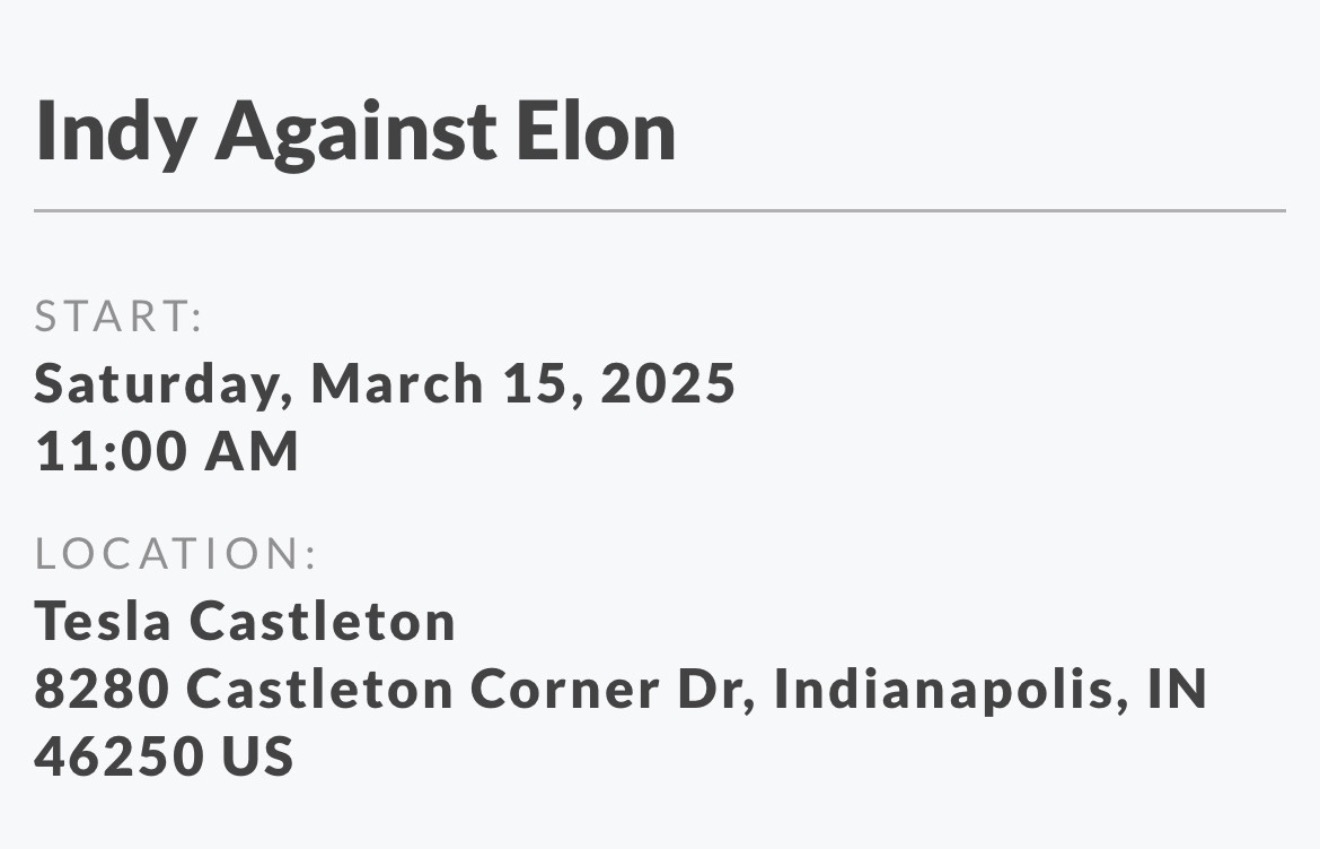 Indy Against Elon
START:
Saturday, March 15, 2025
11:00 AM
LOCATION:
Tesla Castleton
8280 Castleton Corner Dr, Indianapolis, IN
46250 US